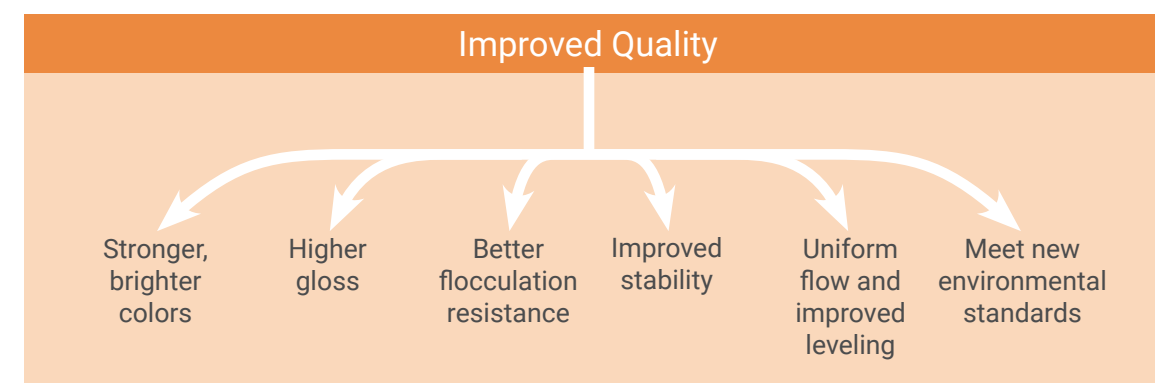 Improved Quality
Stronger,
brighter
colors
Higher
gloss
Better
flocculation
resistance
Improved
stability
Uniform
flow and
improved
leveling
Meet new
environmental
standards